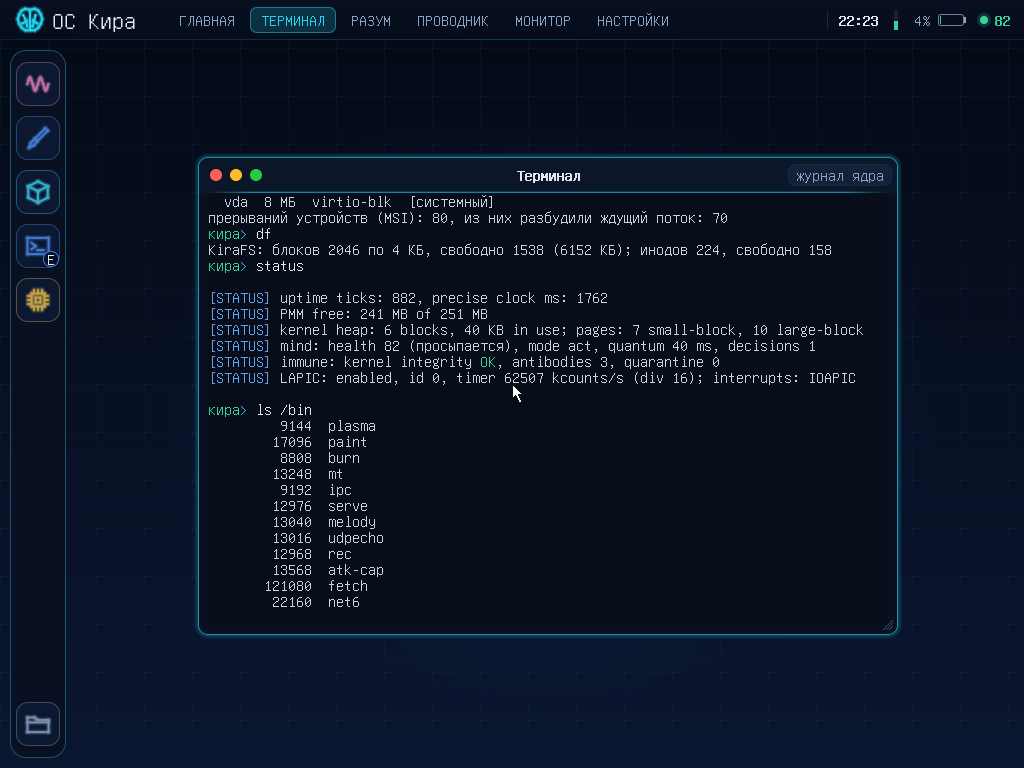 ОС Кира
ГЛАВНАЯ ТЕРМИНАЛ РАЗУМ ПРОВОДНИК МОНИТОР НАСТРОЙКИ
22:23 4% 82
E
Терминал
журнал ядра
vda 8 МБ virtio-blk [системный]
прерываний устройств (MSI): 80, из них разбудили ждущий поток: 70
кира> df
KiraFS: блоков 2046 по 4 КБ, свободно 1538 (6152 КБ); инодов 224, свободно 158
кира> status
[STATUS] uptime ticks: 882, precise clock ms: 1762
[STATUS] PMM free: 241 MB of 251 MB
[STATUS] kernel heap: 6 blocks, 40 KB in use; pages: 7 small-block, 10 large-block
[STATUS] mind: health 82 (просыпается), mode act, quantum 40 ms, decisions 1
[STATUS] immune: kernel integrity OK, antibodies 3, quarantine 0
[STATUS] LAPIC: enabled, id 0, timer 62507 kcounts/s (div 16); interrupts: IOAPIC
кира> ls /bin
9144 plasma
17096 paint
8808 burn
13248 mt
9192 ipc
12976 serve
13040 melody
13016 udpecho
12968 rec
13568 atk-cap
121080 fetch
22160 net6